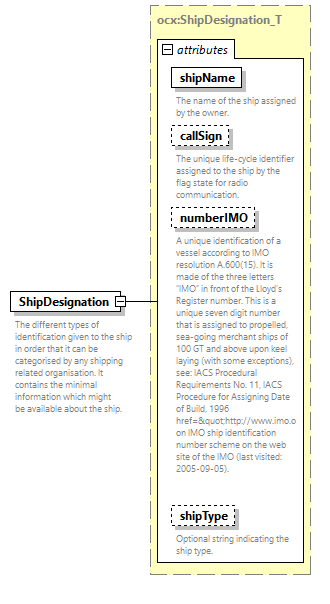 ocx:ShipDesignation_T
attributes
shipName
The name of the ship assigned
by the owner.
callSign
The unique life-cycle identifier
assigned to the ship by the
flag state for radio
communication.
numberIMO
A unique identification of a
vessel according to IMO
resolution A.600(15). It is
made of the three letters
"IMO" in front of the Lloyd's
Register number. This is a
unique seven digit number
that is assigned to propelled,
sea-going merchant ships of
100 GT and above upon keel
laying (with some exceptions),
see: IACS Procedural
Requirements No. 11, IACS
Procedure for Assigning Date
of Build, 1996
href=&quot;http://www.imo.o
on IMO ship identification
number scheme on the web
site of the IMO (last visited:
2005-09-05).
shipType
Optional string indicating the
ship type.
ShipDesignation
The different types of
identification given to the ship
in order that it can be
categorised by any shipping
related organisation. It
contains the minimal
information which might
be available about the ship.